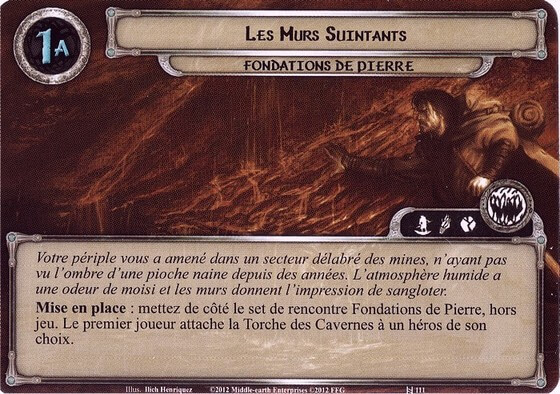 1A
LES MURS SUINTANTS
FONDATIONS DE PIERRE
Votre périple vous a amené dans un secteur délabré des mines, n'ayant pas
vu l'ombre d'une pioche naine depuis des années. L'atmosphère humide a
une odeur de moisi et les murs donnent l'impression de sangloter.
Mise en place : mettez de côté le set de rencontre Fondations de Pierre, hors
jeu. Le premier joueur attache la Torche des Cavernes à un héros de son
choix.
Illus. Ilich Henriquez ©2012 Middle-earth Enterprises ©2012 FFG 111